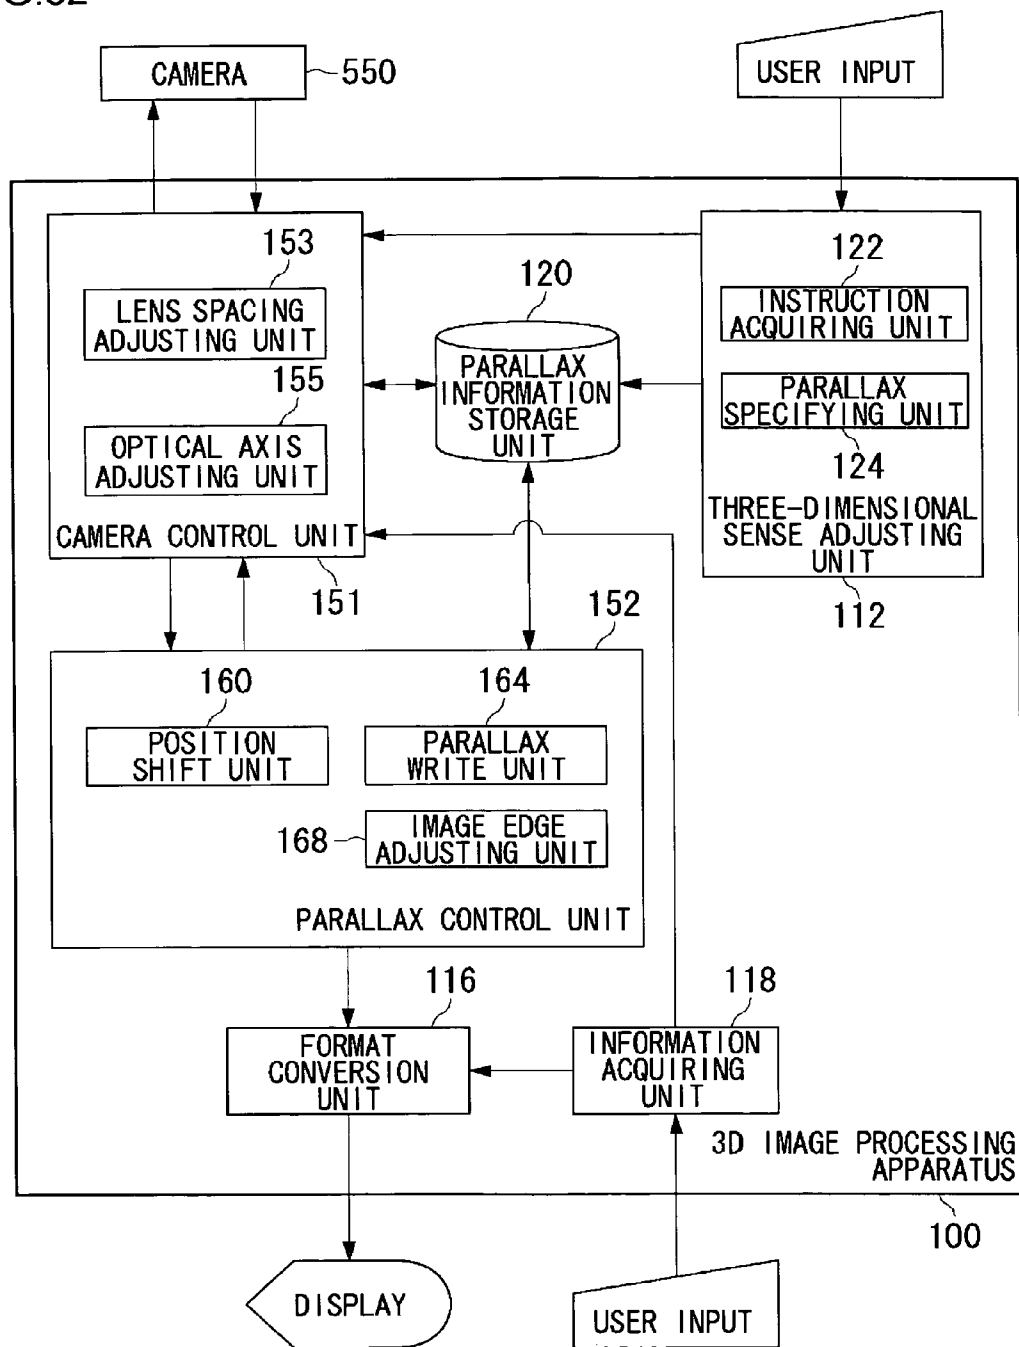 CAMERA
550
USER INPUT
153
LENS SPACING
ADJUSTING UNIT
155
OPTICAL AXIS
ADJUSTING UNIT
CAMERA CONTROL UNIT
151
120
PARALLAX
INFORMATION
STORAGE
UNIT
122
INSTRUCTION
ACQUIRING UNIT
PARALLAX
SPECIFYING UNIT
124
THREE-DIMENSIONAL
SENSE ADJUSTING
UNIT
112
152
160
POSITION
SHIFT UNIT
164
PARALLAX
WRITE UNIT
168
IMAGE EDGE
ADJUSTING UNIT
PARALLAX CONTROL UNIT
116
FORMAT
CONVERSION
UNIT
118
INFORMATION
ACQUIRING
UNIT
3D IMAGE PROCESSING
APPARATUS
100
DISPLAY
USER INPUT